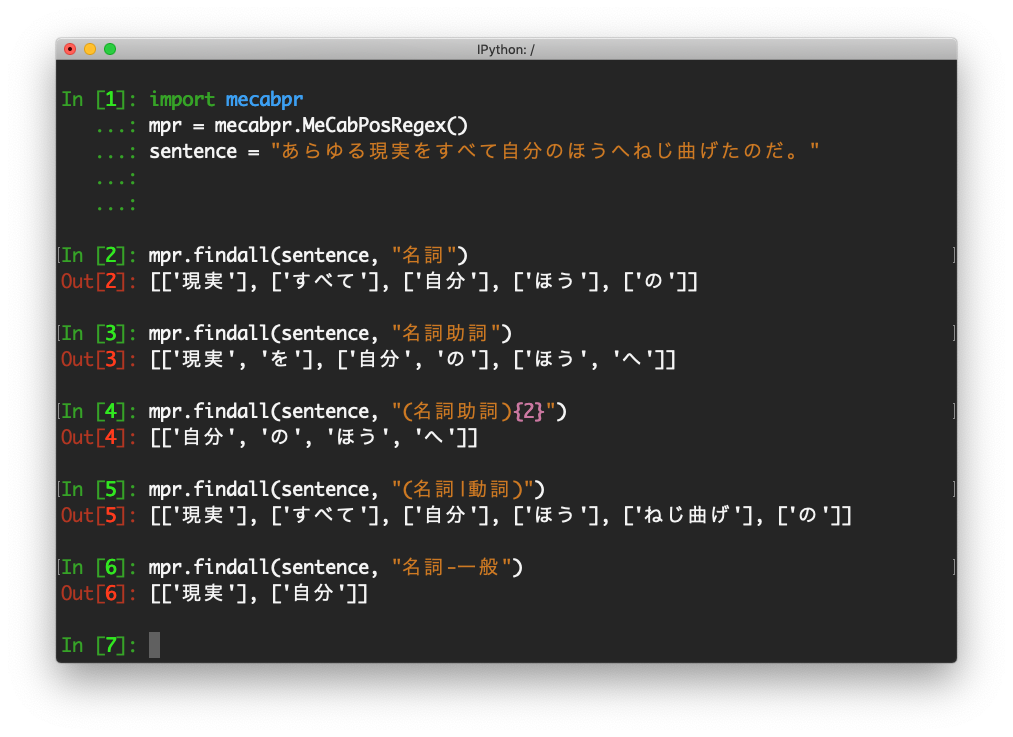 IPython: /
In [1]: import mecabpr
...: mpr = mecabpr.MeCabPosRegex()
...: sentence = "あらゆる現実をすべて自分のほうへねじ曲げたのだ。"
...:
...:
In [2]: mpr.findall(sentence, "名詞")
Out[2]: [['現実'], ['すべて'], ['自分'], ['ほう'], ['の']]
In [3]: mpr.findall(sentence, "名詞助詞")
Out[3]: [['現実', 'を'], ['自分', 'の'], ['ほう', 'へ']]
In [4]: mpr.findall(sentence, "(名詞助詞){2}")
Out[4]: [['自分', 'の', 'ほう', 'へ']]
In [5]: mpr.findall(sentence, "(名詞|動詞)")
Out[5]: [['現実'], ['すべて'], ['自分'], ['ほう'], ['ねじ曲げ'], ['の']]
In [6]: mpr.findall(sentence, "名詞-一般")
Out[6]: [['現実'], ['自分']]
In [7]: